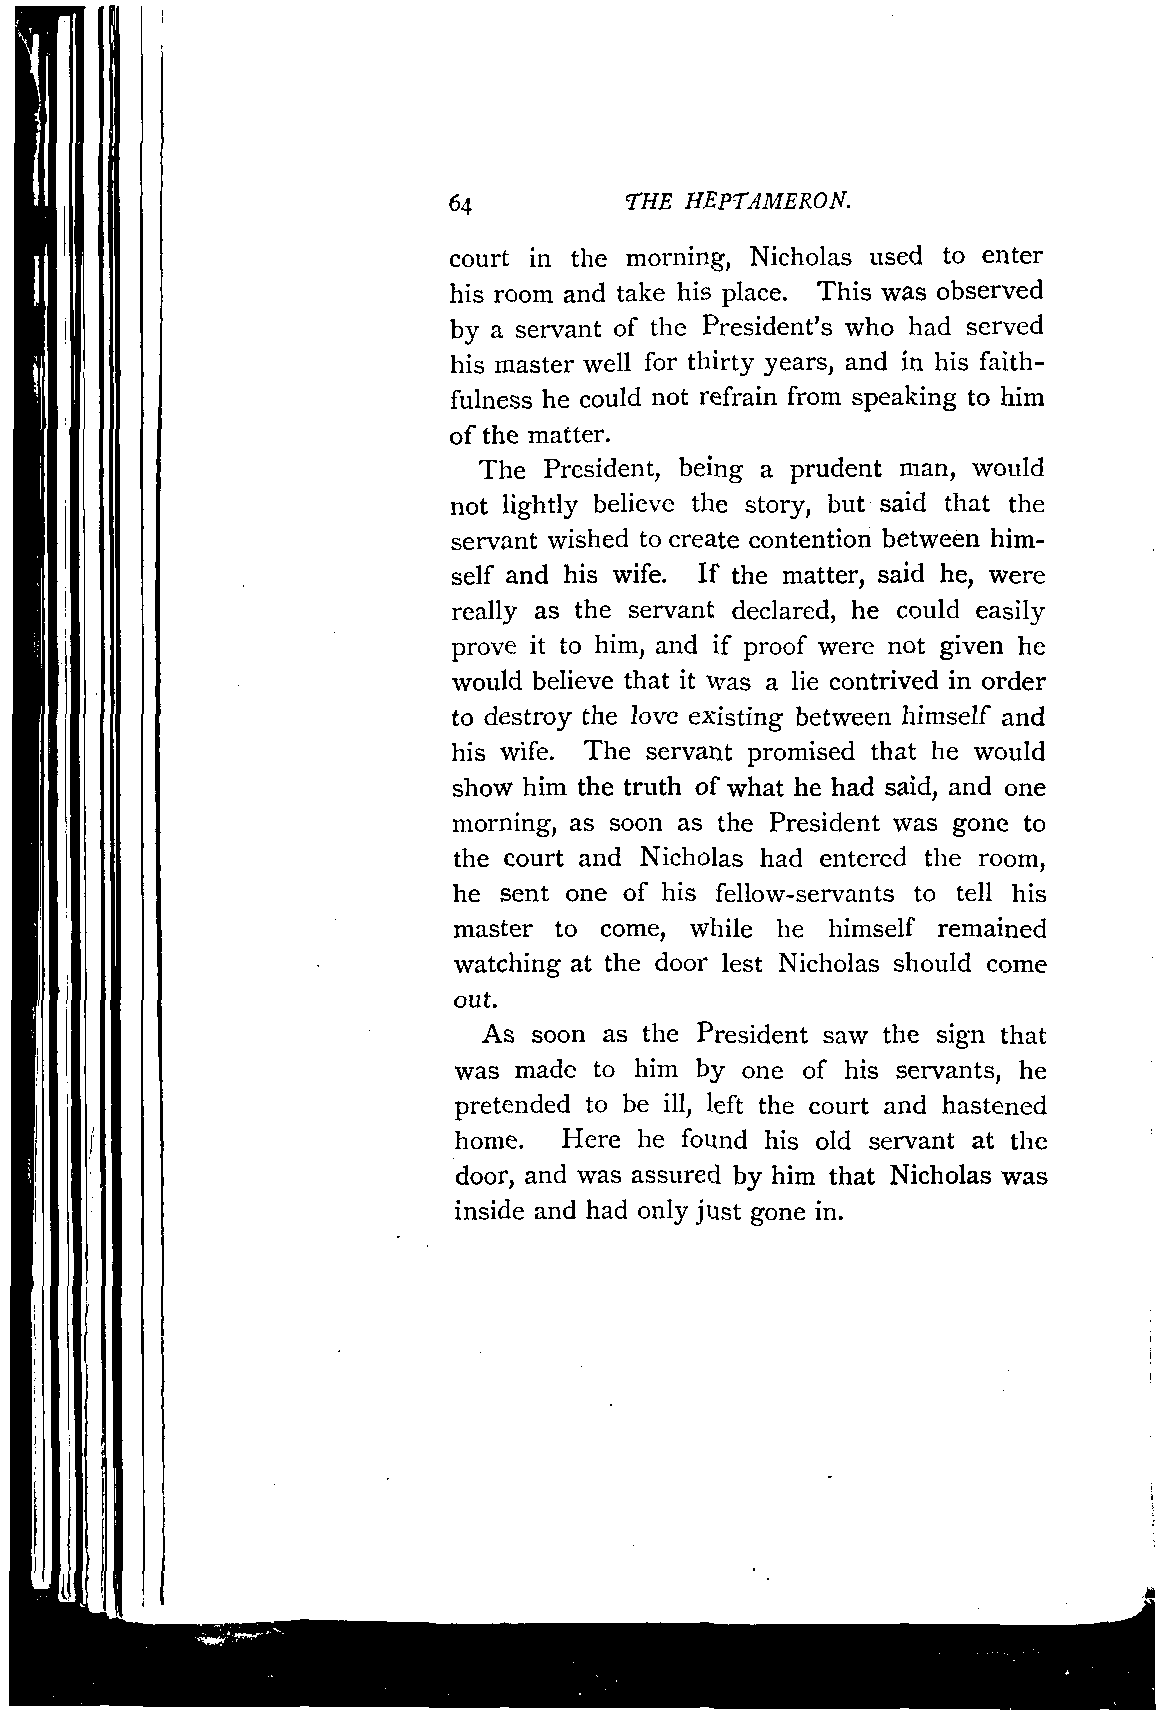 64 THE HEPTAMERON.
court in the morning, Nicholas used to enter
his room and take his place. This was observed
by a servant of the President's who had served
his master well for thirty years, and in his faith-
fulness he could not refrain from speaking to him
of the matter.
The President, being a prudent man, would
not lightly believe the story, but said that the
servant wished to create contention between him-
self and his wife. If the matter, said he, were
really as the servant declared, he could easily
prove it to him, and if proof were not given he
would believe that it was a lie contrived in order
to destroy the love existing between himself and
his wife. The servant promised that he would
show him the truth of what he had said, and one
morning, as soon as the President was gone to
the court and Nicholas had entered the room,
he sent one of his fellow-servants to tell his
master to come, while he himself remained
watching at the door lest Nicholas should come
out.
As soon as the President saw the sign that
was made to him by one of his servants, he
pretended to be ill, left the court and hastened
home. Here he found his old servant at the
door, and was assured by him that Nicholas was
inside and had only just gone in.